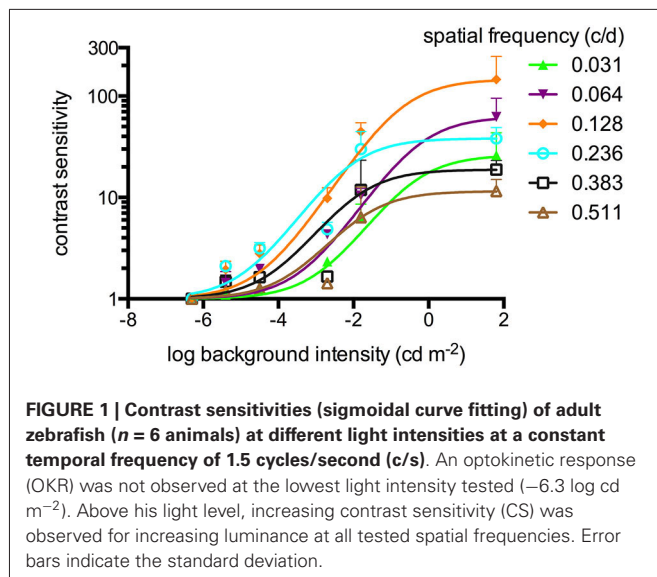 300
100
10
1
contrast sensitivity
-8 -6 -4 -2 0 2
log background intensity (cd m-2)
spatial frequency (c/d)
0.031
0.064
0.128
0.236
0.383
0.511
FIGURE 1 | Contrast sensitivities (sigmoidal curve fitting) of adult
zebrafish (n = 6 animals) at different light intensities at a constant
temporal frequency of 1.5 cycles/second (c/s). An optokinetic response
(OKR) was not observed at the lowest light intensity tested (−6.3 log cd
m−2). Above his light level, increasing contrast sensitivity (CS) was
observed for increasing luminance at all tested spatial frequencies. Error
bars indicate the standard deviation.